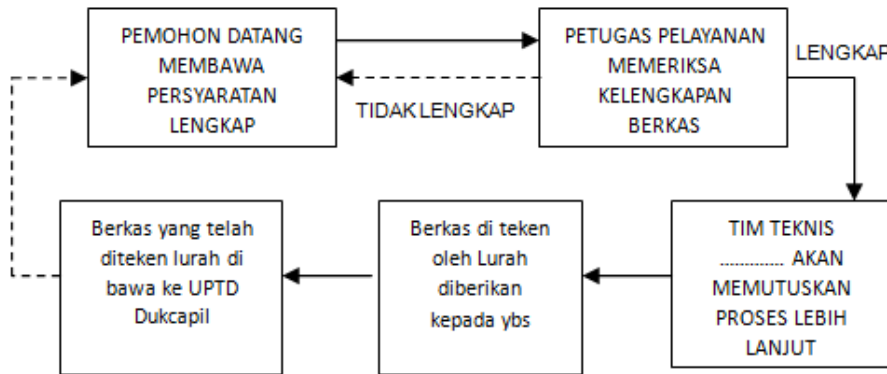 PEMOHON DATANG
MEMBAWA
PERSYARATAN
LENGKAP
TIDAK LENGKAP
PETUGAS PELAYANAN
MEMERIKSA
KELENGKAPAN
BERKAS
LENGKAP
TIM TEKNIS
............. AKAN
MEMUTUSKAN
PROSES LEBIH
LANJUT
Berkas di teken
oleh Lurah
diberikan
kepada ybs
Berkas yang telah
diteken lurah di
bawa ke UPTD
Dukcapil